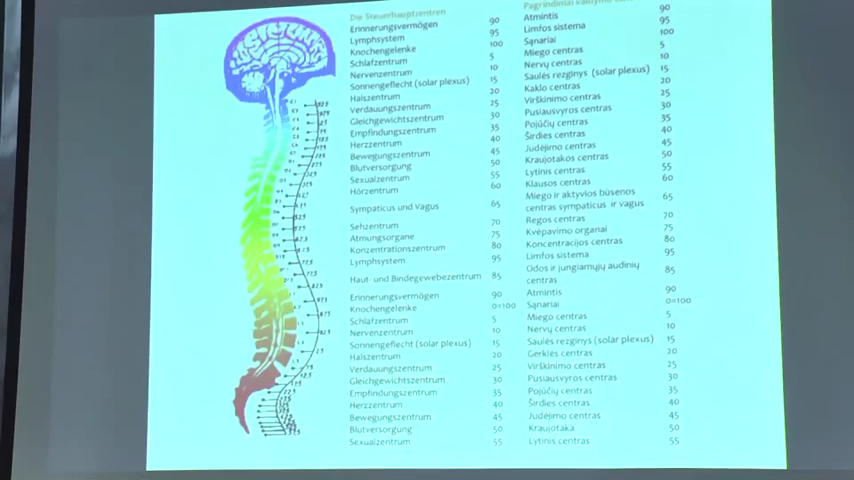 Die Steuerhauptzentren
Erinnerungsvermögen 90
Lymphsystem 95
Knochengelenke 100
Schlafzentrum 5
Nervenzentrum 10
Sonnengeflecht (solar plexus) 15
Halszentrum 20
Verdauungszentrum 25
Gleichgewichtszentrum 30
Empfindungszentrum 35
Herzzentrum 40
Bewegungszentrum 45
Blutversorgung 50
Sexualzentrum 55
Hörzentrum 60
Sympaticus und Vagus 65
Sehzentrum 70
Atmungsorgane 75
Konzentrationszentrum 80
Lymphsystem 95
Haut- und Bindegewebezentrum 85
Erinnerungsvermögen 90
Knochengelenke 0=100
Schlafzentrum 5
Nervenzentrum 10
Sonnengeflecht (solar plexus) 15
Halszentrum 20
Verdauungszentrum 25
Gleichgewichtszentrum 30
Empfindungszentrum 35
Herzzentrum 40
Bewegungszentrum 45
Blutversorgung 50
Sexualzentrum 55
Pagrindiniai valdymo
Atmintis 90
Limfos sistema 95
Sąnariai 100
Miego centras 5
Nervų centras 10
Saulės rezginys (solar plexus) 15
Kaklo centras 20
Virškinimo centras 25
Pusiausvyros centras 30
Pojūčių centras 35
Širdies centras 40
Judėjimo centras 45
Kraujotakos centras 50
Lytinis centras 55
Klausos centras 60
Miego ir aktyvios būsenos
centras sympaticus ir vagus 65
Regos centras 70
Kvėpavimo organai 75
Koncentracijos centras 80
Limfos sistema 95
Odos ir jungiamųjų audinių
centras 85
Atmintis 90
Sąnariai 0=100
Miego centras 5
Nervų centras 10
Saulės rezginys (solar plexus) 15
Gerklės centras 20
Virškinimo centras 25
Pusiausvyros centras 30
Pojūčių centras 35
Širdies centras 40
Judėjimo centras 45
Kraujotaka 50
Lytinis centras 55